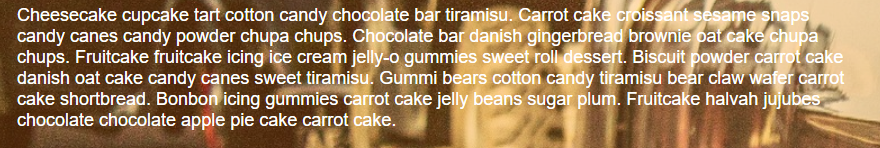 Cheesecake cupcake tart cotton candy chocolate bar tiramisu. Carrot cake croissant sesame snaps
candy canes candy powder chupa chups. Chocolate bar danish gingerbread brownie oat cake chupa
chups. Fruitcake fruitcake icing ice cream jelly-o gummies sweet roll dessert. Biscuit powder carrot cake
danish oat cake candy canes sweet tiramisu. Gummi bears cotton candy tiramisu bear claw wafer carrot
cake shortbread. Bonbon icing gummies carrot cake jelly beans sugar plum. Fruitcake halvah jujubes
chocolate chocolate apple pie cake carrot cake.